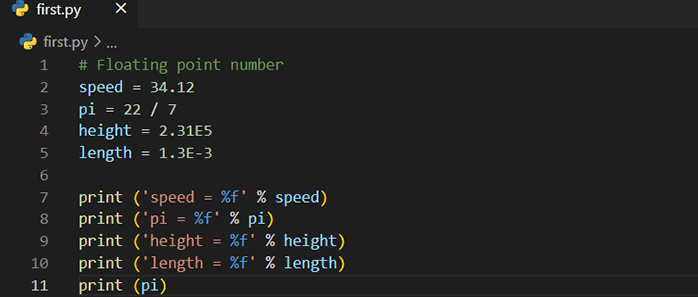 first.py ×
first.py > ...
1 # Floating point number
2 speed = 34.12
3 pi = 22 / 7
4 height = 2.31E5
5 length = 1.3E-3
6
7 print ('speed = %f' % speed)
8 print ('pi = %f' % pi)
9 print ('height = %f' % height)
10 print ('length = %f' % length)
11 print (pi)